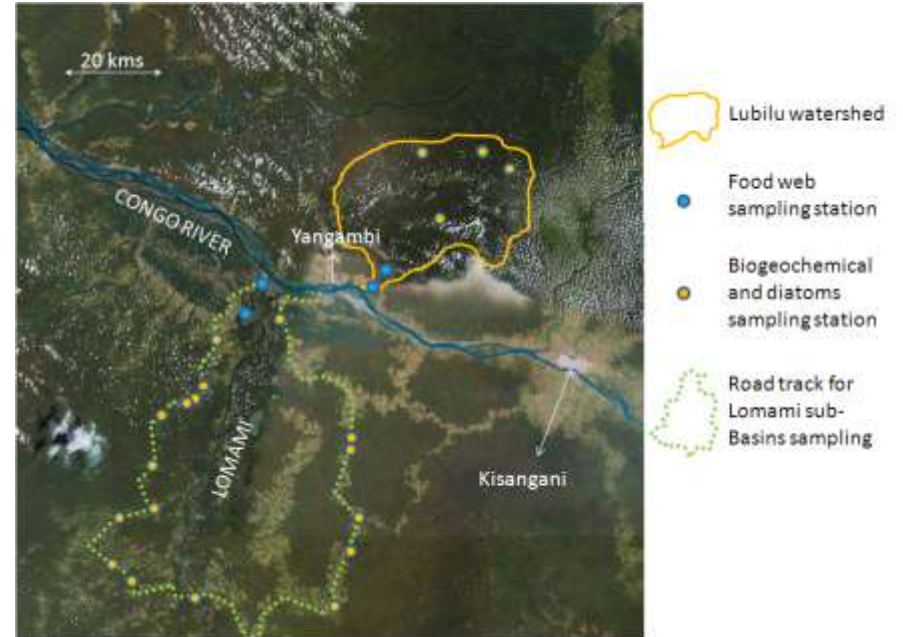 20 kms
CONGO RIVER
Yangambi
LOMAMI
Kisangani
Lubilu watershed
Food web
sampling station
Biogeochemical
and diatoms
sampling station
Road track for
Lomami sub-
Basins sampling